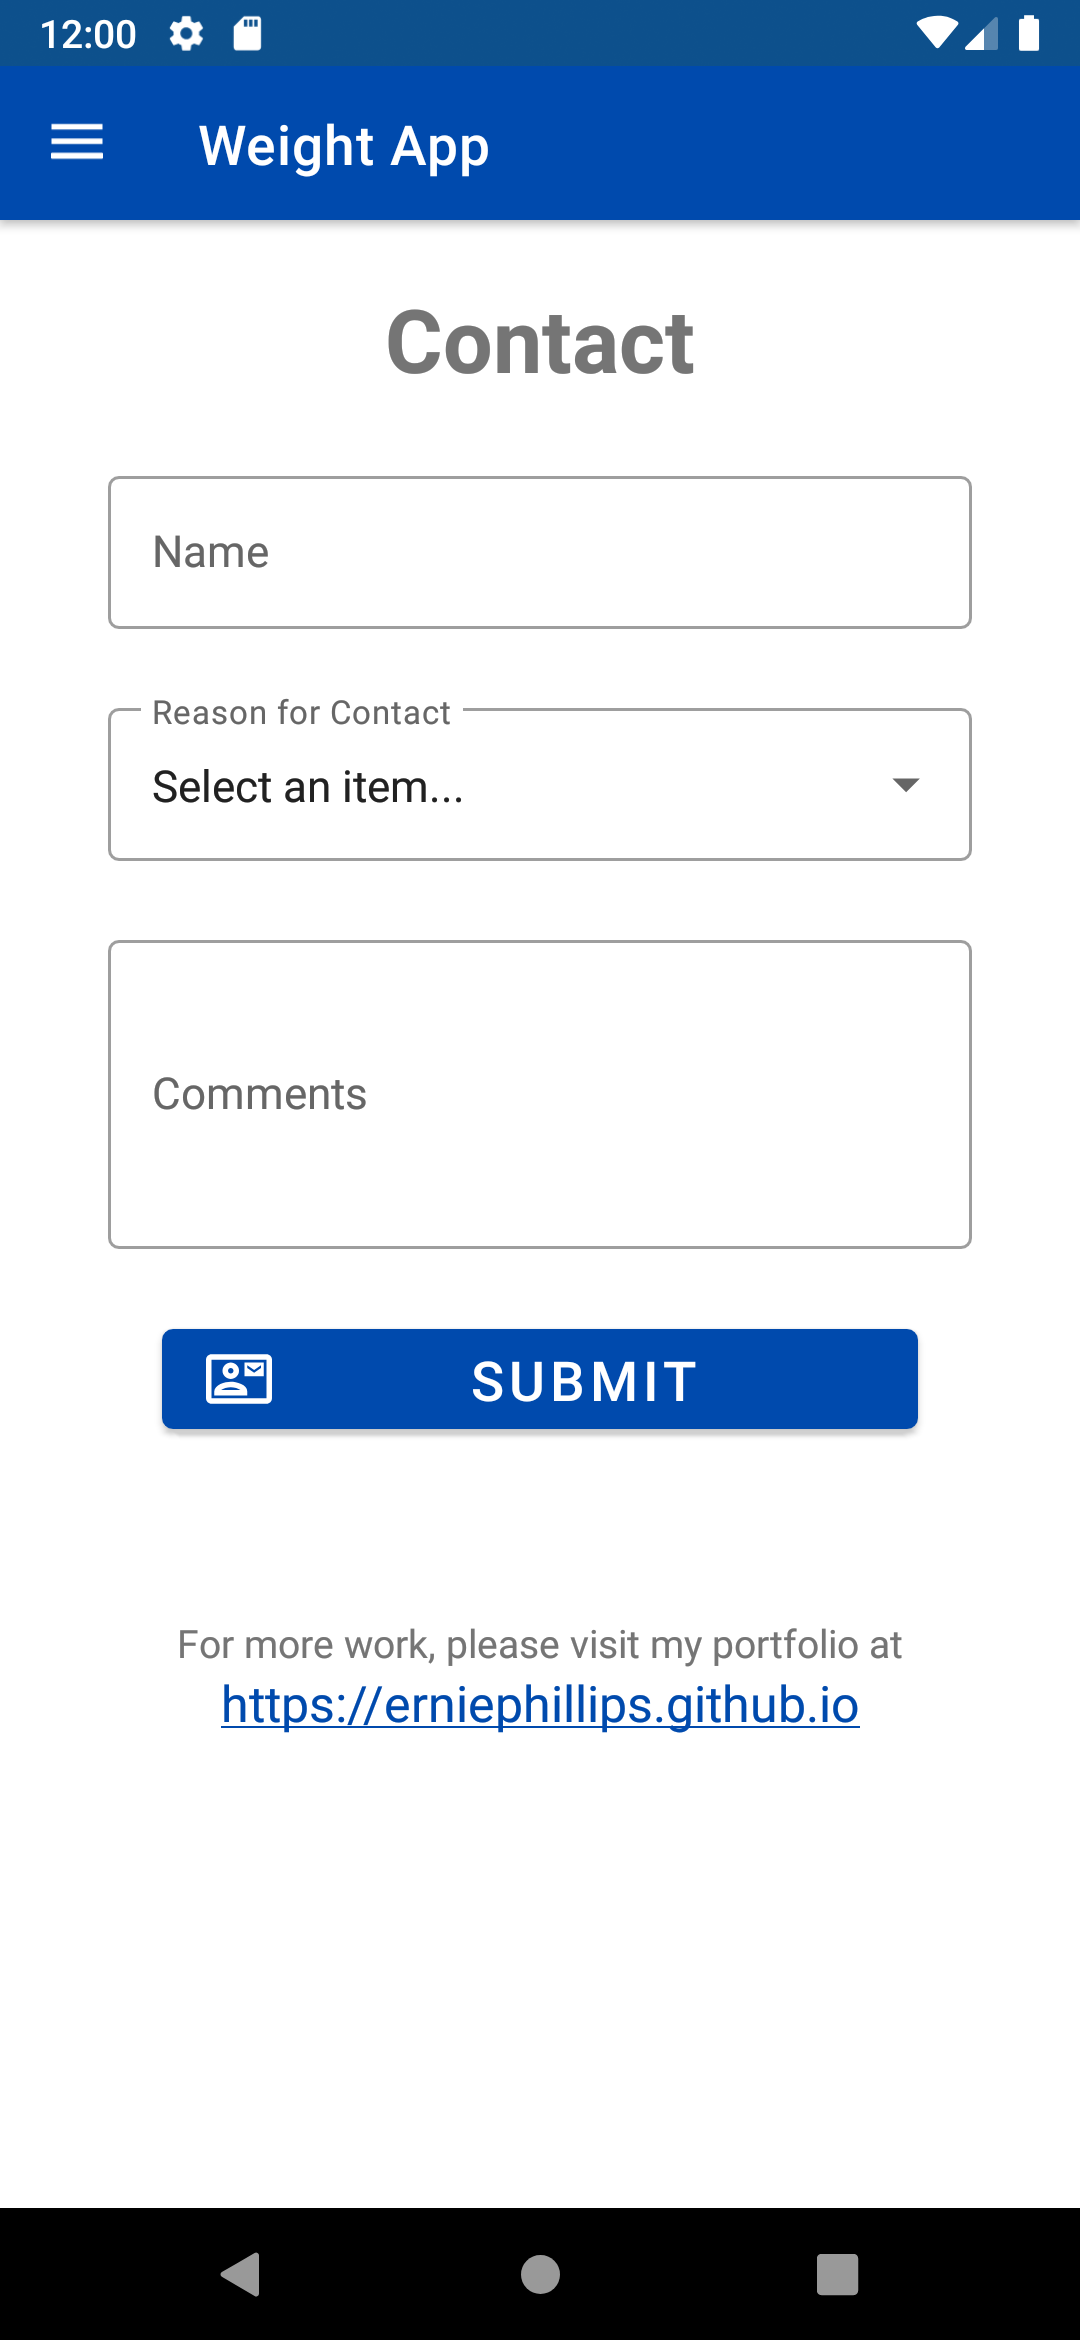 12:00
Weight App
Contact
Name
Reason for Contact
Select an item...
Comments
SUBMIT
For more work, please visit my portfolio at
https://erniephillips.github.io